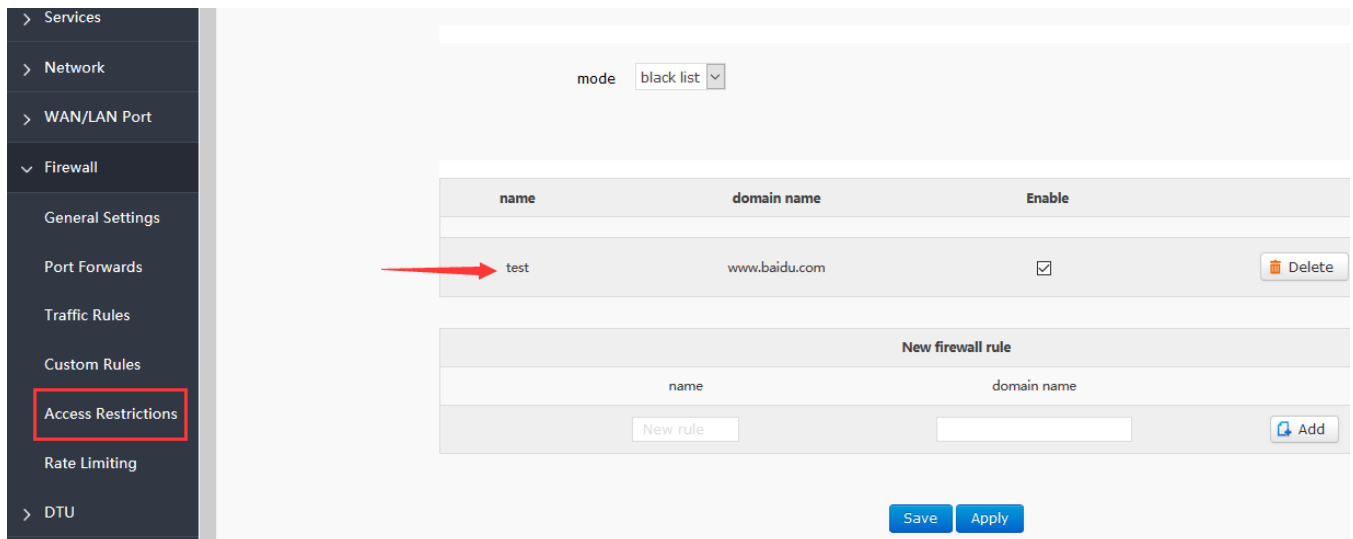 Services
Network
WAN/LAN Port
Firewall
General Settings
Port Forwards
Traffic Rules
Custom Rules
Access Restrictions
Rate Limiting
DTU
mode black list
name domain name Enable
test www.baidu.com Delete
New firewall rule
name domain name
New rule Add
Save Apply